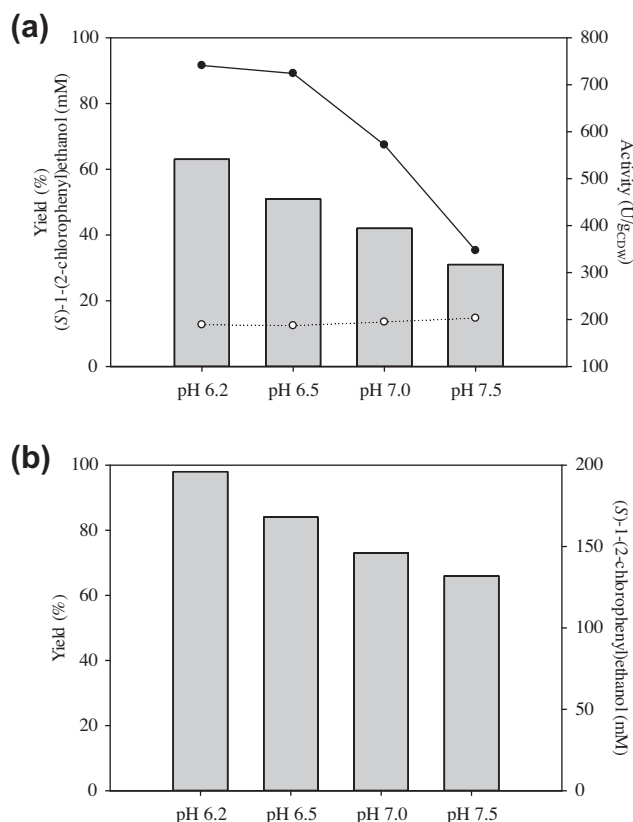 (a)
100
80
60
40
20
0
Yield (%)
(S)-1-(2-chlorophenyl)ethanol (mM)
800
700
600
500
400
300
200
100
Activity (U/gCDW)
pH 6.2 pH 6.5 pH 7.0 pH 7.5
(b)
100
80
60
40
20
0
Yield (%)
200
150
100
50
0
(S)-1-(2-chlorophenyl)ethanol (mM)
pH 6.2 pH 6.5 pH 7.0 pH 7.5